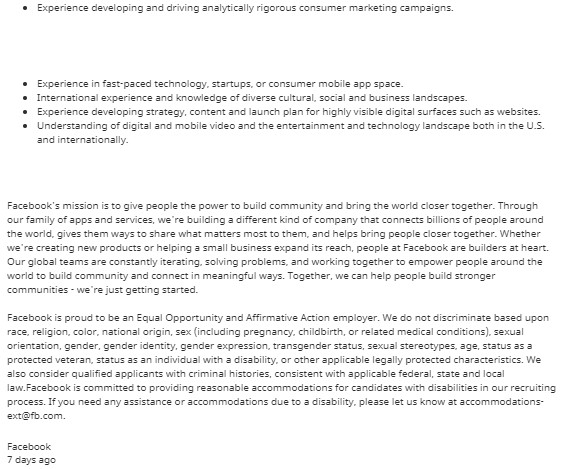 • Experience developing and driving analytically rigorous consumer marketing campaigns.
• Experience in fast-paced technology, startups, or consumer mobile app space.
• International experience and knowledge of diverse cultural, social and business landscapes.
• Experience developing strategy, content and launch plan for highly visible digital surfaces such as websites.
• Understanding of digital and mobile video and the entertainment and technology landscape both in the U.S.
and internationally.
Facebook's mission is to give people the power to build community and bring the world closer together. Through
our family of apps and services, we're building a different kind of company that connects billions of people around
the world, gives them ways to share what matters most to them, and helps bring people closer together. Whether
we're creating new products or helping a small business expand its reach, people at Facebook are builders at heart.
Our global teams are constantly iterating, solving problems, and working together to empower people around the
world to build community and connect in meaningful ways. Together, we can help people build stronger
communities - we're just getting started.
Facebook is proud to be an Equal Opportunity and Affirmative Action employer. We do not discriminate based upon
race, religion, color, national origin, sex (including pregnancy, childbirth, or related medical conditions), sexual
orientation, gender, gender identity, gender expression, transgender status, sexual stereotypes, age, status as a
protected veteran, status as an individual with a disability, or other applicable legally protected characteristics. We
also consider qualified applicants with criminal histories, consistent with applicable federal, state and local
law.Facebook is committed to providing reasonable accommodations for candidates with disabilities in our recruiting
process. If you need any assistance or accommodations due to a disability, please let us know at accommodations-
ext@fb.com.
Facebook
7 days ago